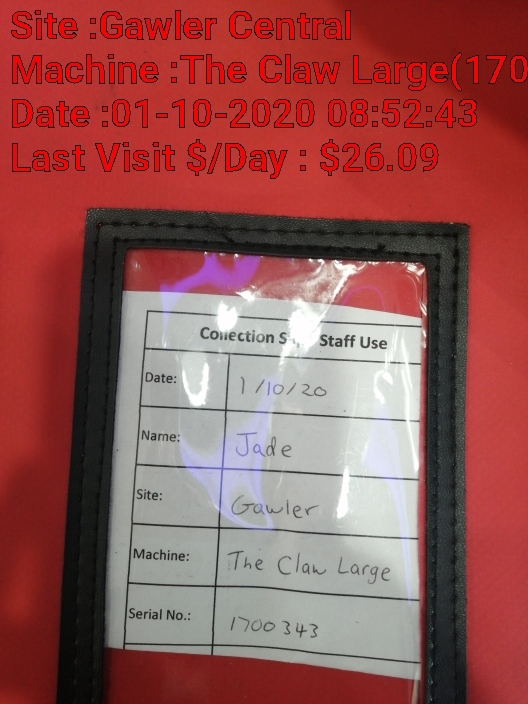 Site :Gawler Central
Machine :The Claw Large(170
Date :01-10-2020 08:52:43
Last Visit $/Day : $26.09
Collection Staff Use
Date: 1/10/20
Name: Jade
Site: Gawler
Machine: The Claw Large
Serial No.: 1700343